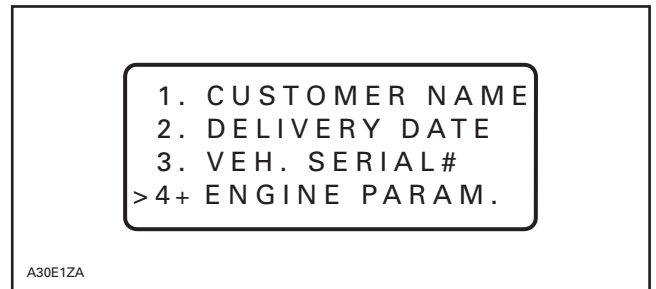 1. CUSTOMER NAME
2. DELIVERY DATE
3. VEH. SERIAL#
>4+ ENGINE PARAM.
A30E1ZA